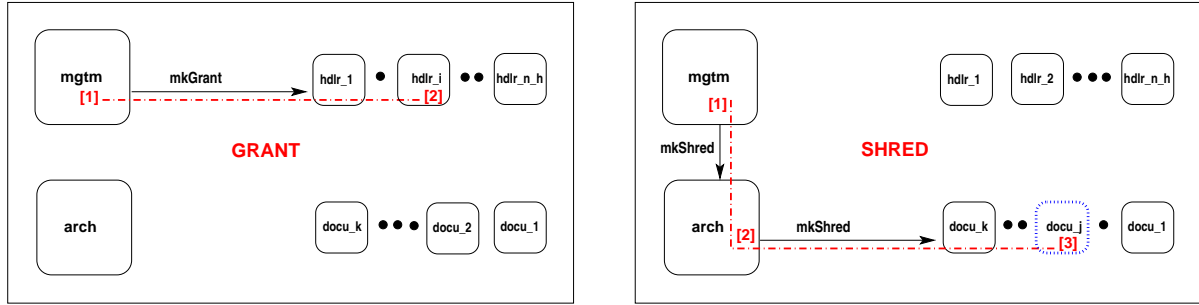 mgtm
mkGrant
hdlr_1
hdlr_i
hdlr_n_h
[1]
[2]
GRANT
arch
docu_k
docu_2
docu_1
mgtm
hdlr_1
hdlr_2
hdlr_n_h
[1]
mkShred
SHRED
arch
[2]
mkShred
docu_k
docu_j
docu_1
[3]